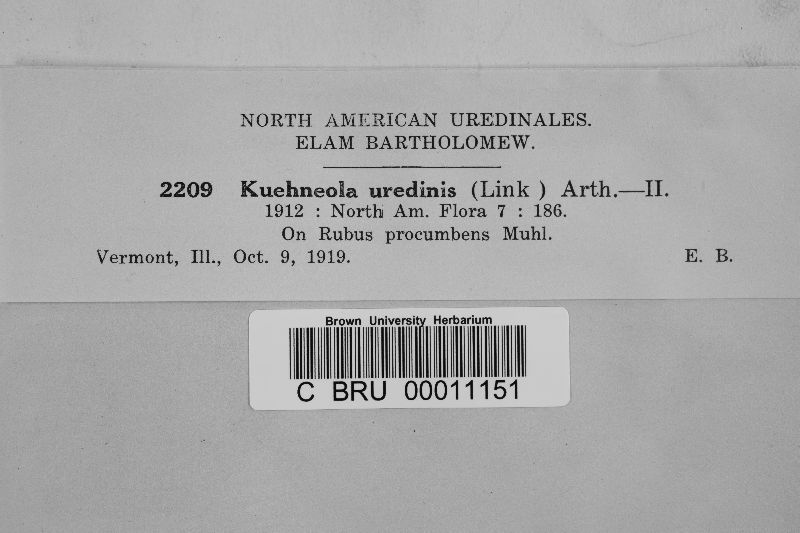 NORTH AMERICAN UREDINALES.
ELAM BARTHOLOMEW.
2209 Kuehneola uredinis (Link ) Arth.—II.
1912 : North Am. Flora 7 : 186.
On Rubus procumbens Muhl.
Vermont, Ill., Oct. 9, 1919. E. B.
Brown University Herbarium
C BRU 00011151